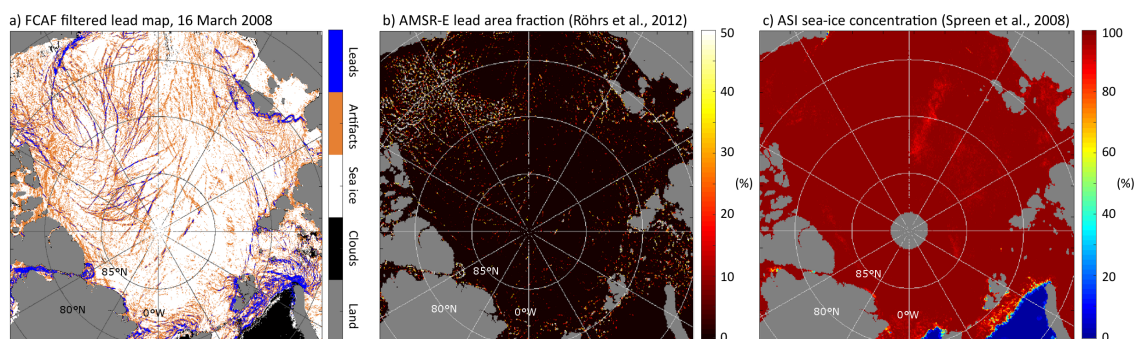 a) FCAF filtered lead map, 16 March 2008
Leads
Artifacts
Sea ice
Clouds
Land
85°N
80°N
0°W
b) AMSR-E lead area fraction (Röhrs et al., 2012)
50
40
30
(%)
20
10
0
85°N
80°N
0°W
c) ASI sea-ice concentration (Spreen et al., 2008)
100
80
60
(%)
40
20
0
85°N
80°N
0°W